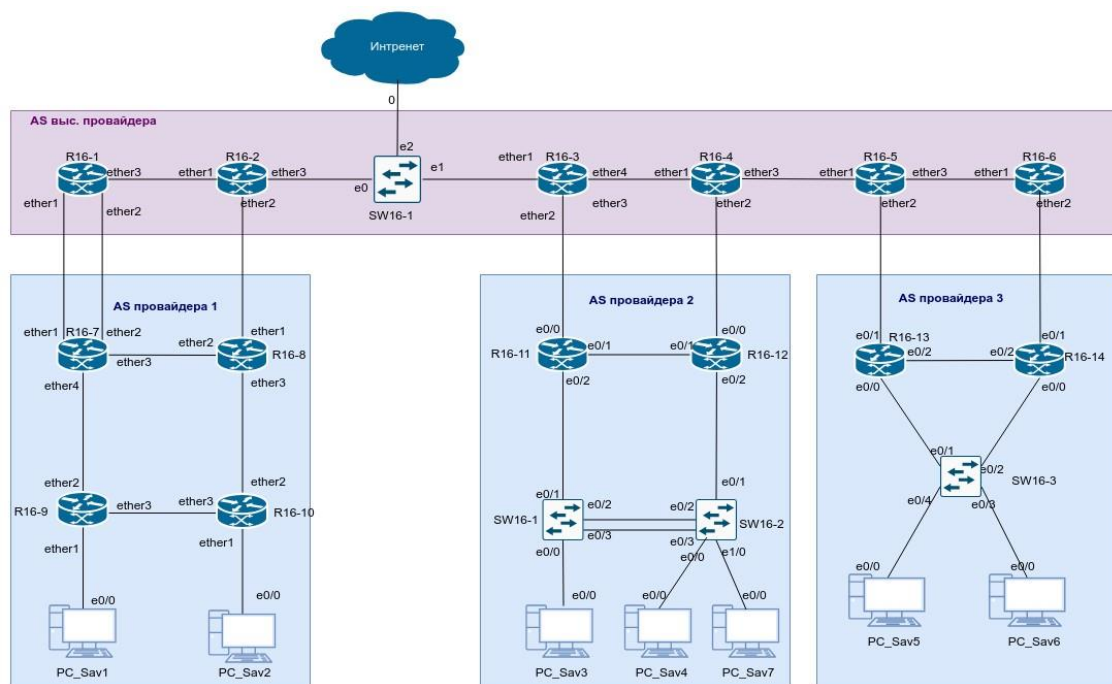 Интренет
0
AS выс. провайдера
e2
R16-1
R16-2
R16-3
R16-4
R16-5
R16-6
ether3
ether1
ether3
e0
e1
ether1
ether4
ether1
ether3
ether1
ether3
ether1
ether1
ether2
ether2
SW16-1
ether2
ether3
ether2
ether2
ether2
AS провайдера 1
AS провайдера 2
AS провайдера 3
ether1
R16-7
ether2
ether3
ether4
ether1
ether2
R16-8
ether3
e0/0
R16-11
e0/1
e0/2
e0/0
e0/1
R16-12
e0/2
e0/1
R16-13
e0/2
e0/0
e0/1
e0/2
R16-14
e0/0
ether2
R16-9
ether3
ether1
ether2
ether3
R16-10
ether1
e0/1
SW16-1
e0/2
e0/3
e0/0
e0/1
e0/2
e0/3
SW16-2
e0/0
e1/0
e0/1
e0/2
SW16-3
e0/4
e0/3
e0/0
e0/0
e0/0
e0/0
e0/0
e0/0
e0/0
PC_Sav1
PC_Sav2
PC_Sav3
PC_Sav4
PC_Sav7
PC_Sav5
PC_Sav6